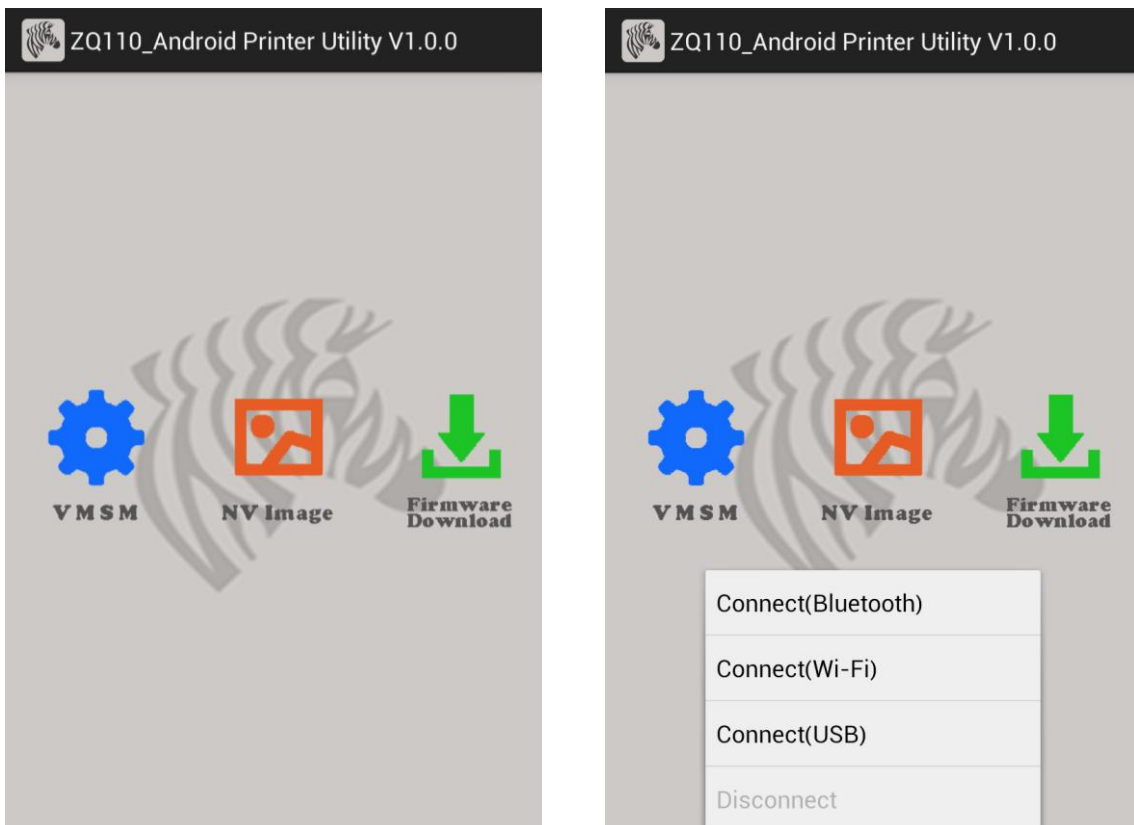 ZQ110_Android Printer Utility V1.0.0
VMSM
NV Image
Firmware
Download
ZQ110_Android Printer Utility V1.0.0
VMSM
NV Image
Firmware
Download
Connect(Bluetooth)
Connect(Wi-Fi)
Connect(USB)
Disconnect